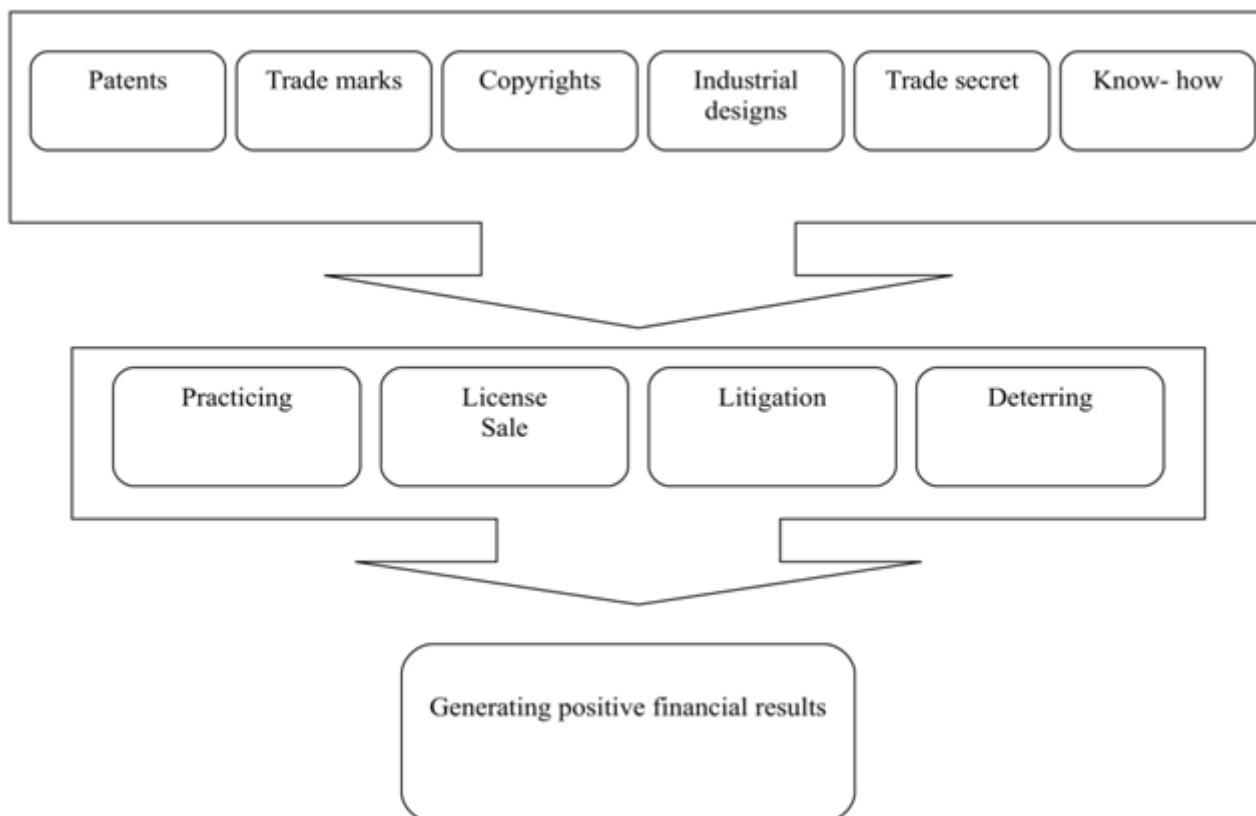 Patents
Trade marks
Copyrights
Industrial
designs
Trade secret
Know- how
Practicing
License
Sale
Litigation
Deterring
Generating positive financial results